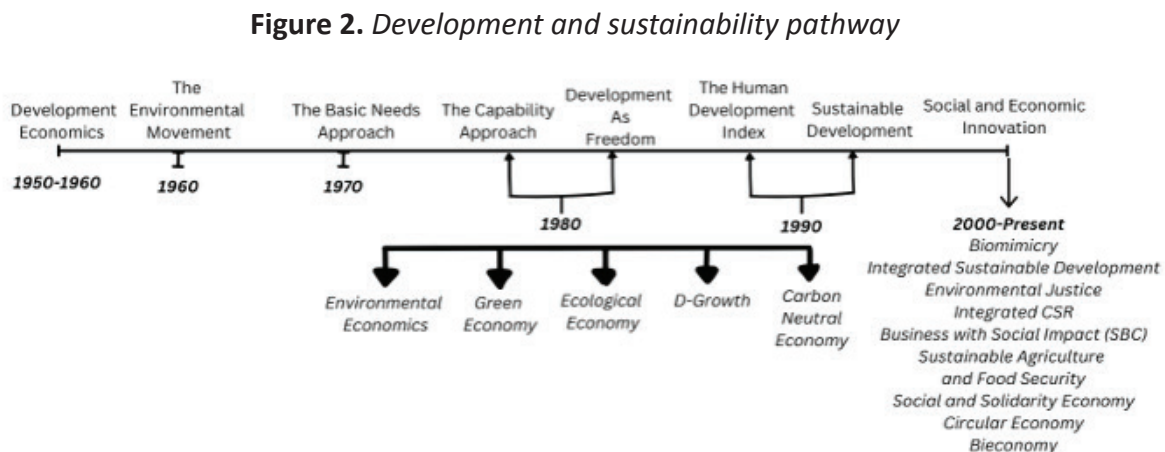 Figure 2. Development and sustainability pathway
Development
Economics
The
Environmental
Movement
The Basic Needs
Approach
The Capability
Approach
Development
As
Freedom
The Human
Development
Index
Sustainable
Development
Social and Economic
Innovation
1950-1960
1960
1970
1980
1990
2000-Present
Biomimicry
Integrated Sustainable Development
Environmental Justice
Integrated CSR
Business with Social Impact (SBC)
Sustainable Agriculture
and Food Security
Social and Solidarity Economy
Circular Economy
Bieconomy
Environmental
Economics
Green
Economy
Ecological
Economy
D-Growth
Carbon
Neutral
Economy